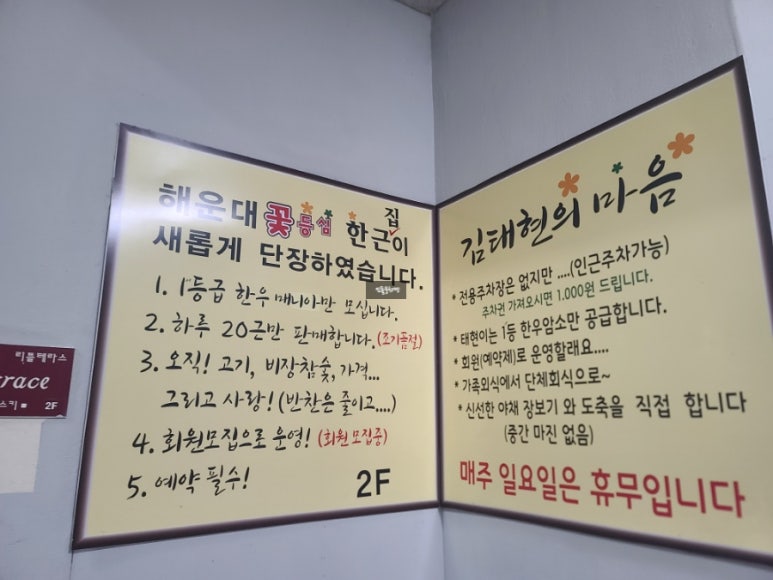 해운대 꽃등심 한근집이
새롭게 단장하였습니다.
1. 1등급 한우 매니아만 모십니다.
2. 하루 20근만 판매합니다. (조기품절)
3. 오직! 고기, 비장참숯, 가격...
그리고 사랑! (반찬은 줄이고....)
4. 회원모집으로 운영! (회원모집중)
5. 예약 필수!
2F
김태현의 마음
* 전용주차장은 없지만 ....(인근주차가능)
주차권 가져오시면 1.000원 드립니다.
* 태현이는 1등 한우암소만 공급합니다.
* 회원(예약제)로 운영할래요....
* 가족외식에서 단체회식으로~
* 신선한 야채 장보기 와 도축을 직접 합니다
(중간 마진 없음)
매주 일요일은 휴무입니다
리틀테라스
rrace
스키 ■ 2F